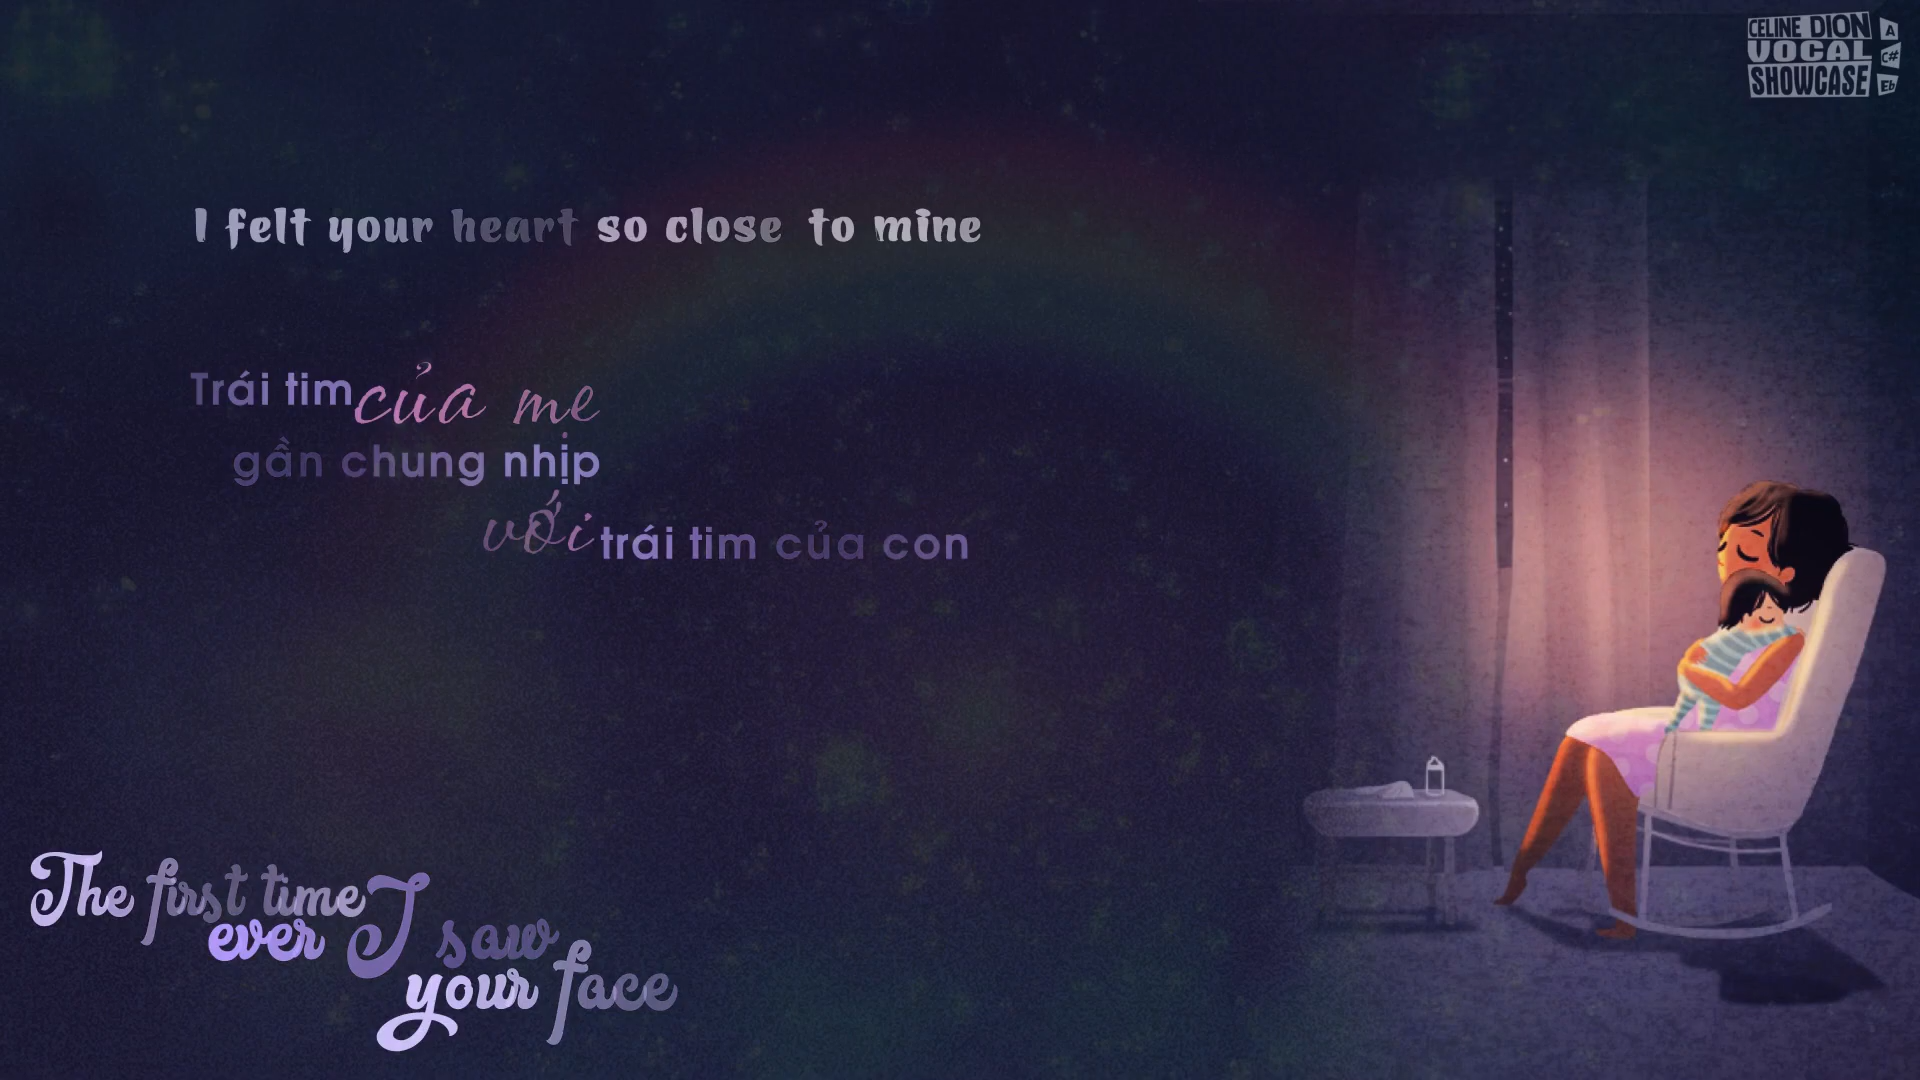 CELINE DION
VOCAL
SHOWCASE
A
C#
Eb
I felt your heart so close to mine
Trái tim của mẹ
gần chung nhịp
với trái tim của con
The first time
ever I saw
your face